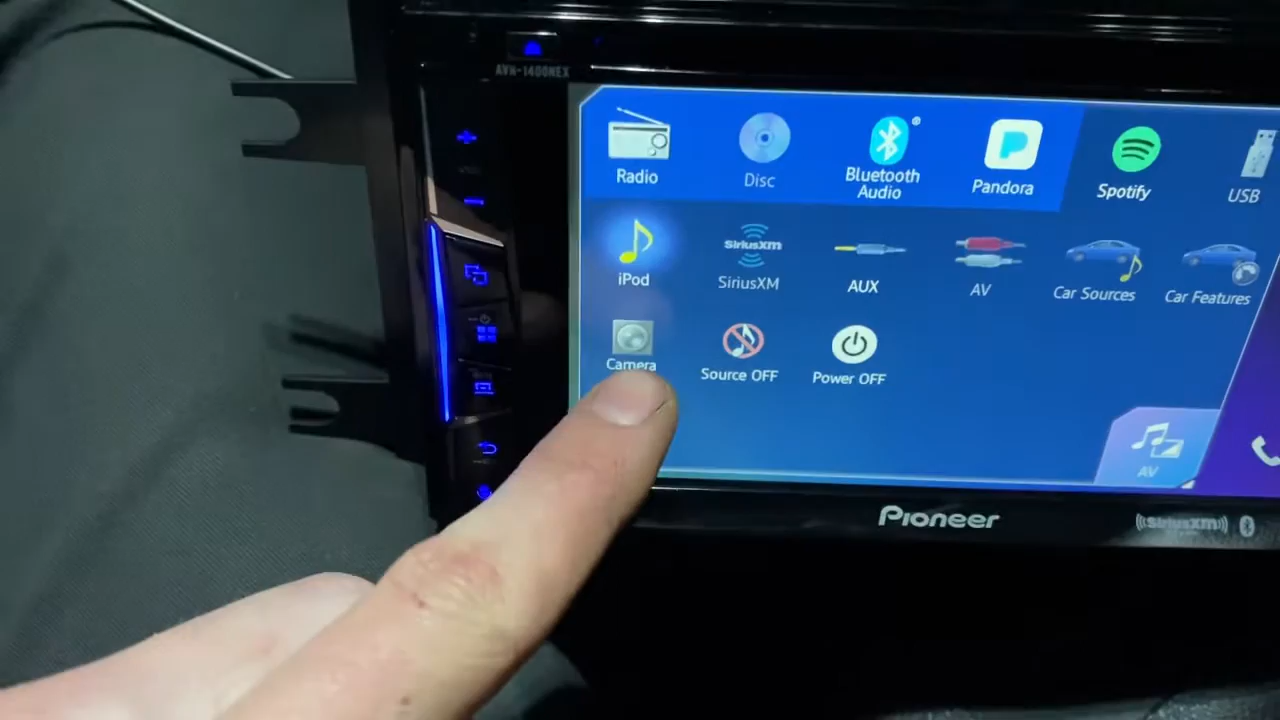 AVH-1400NEX
Radio
Disc
Bluetooth
Audio
Pandora
Spotify
USB
iPod
SiriusXM
SiriusXM
AUX
AV
Car Sources
Car Features
Camera
Source OFF
Power OFF
AV
Pioneer
SiriusXM